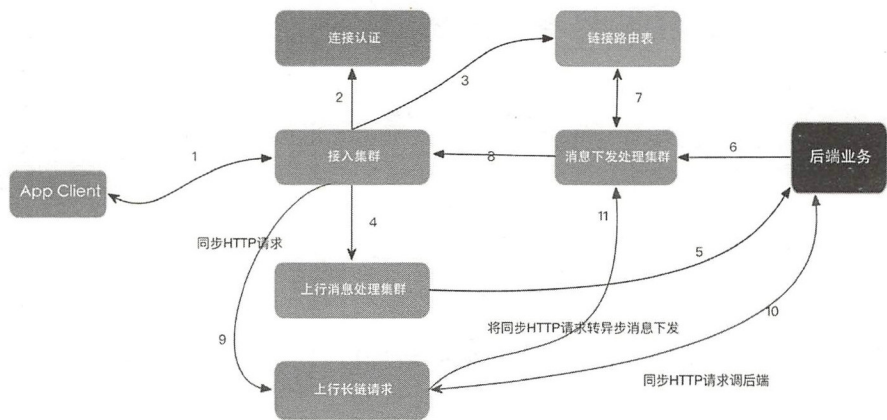 连接认证
链接路由表
2
3
7
1
接入集群
8
消息下发处理集群
6
后端业务
App Client
4
11
同步HTTP请求
5
上行消息处理集群
10
将同步HTTP请求转异步消息下发
9
上行长链请求
同步HTTP请求调后端